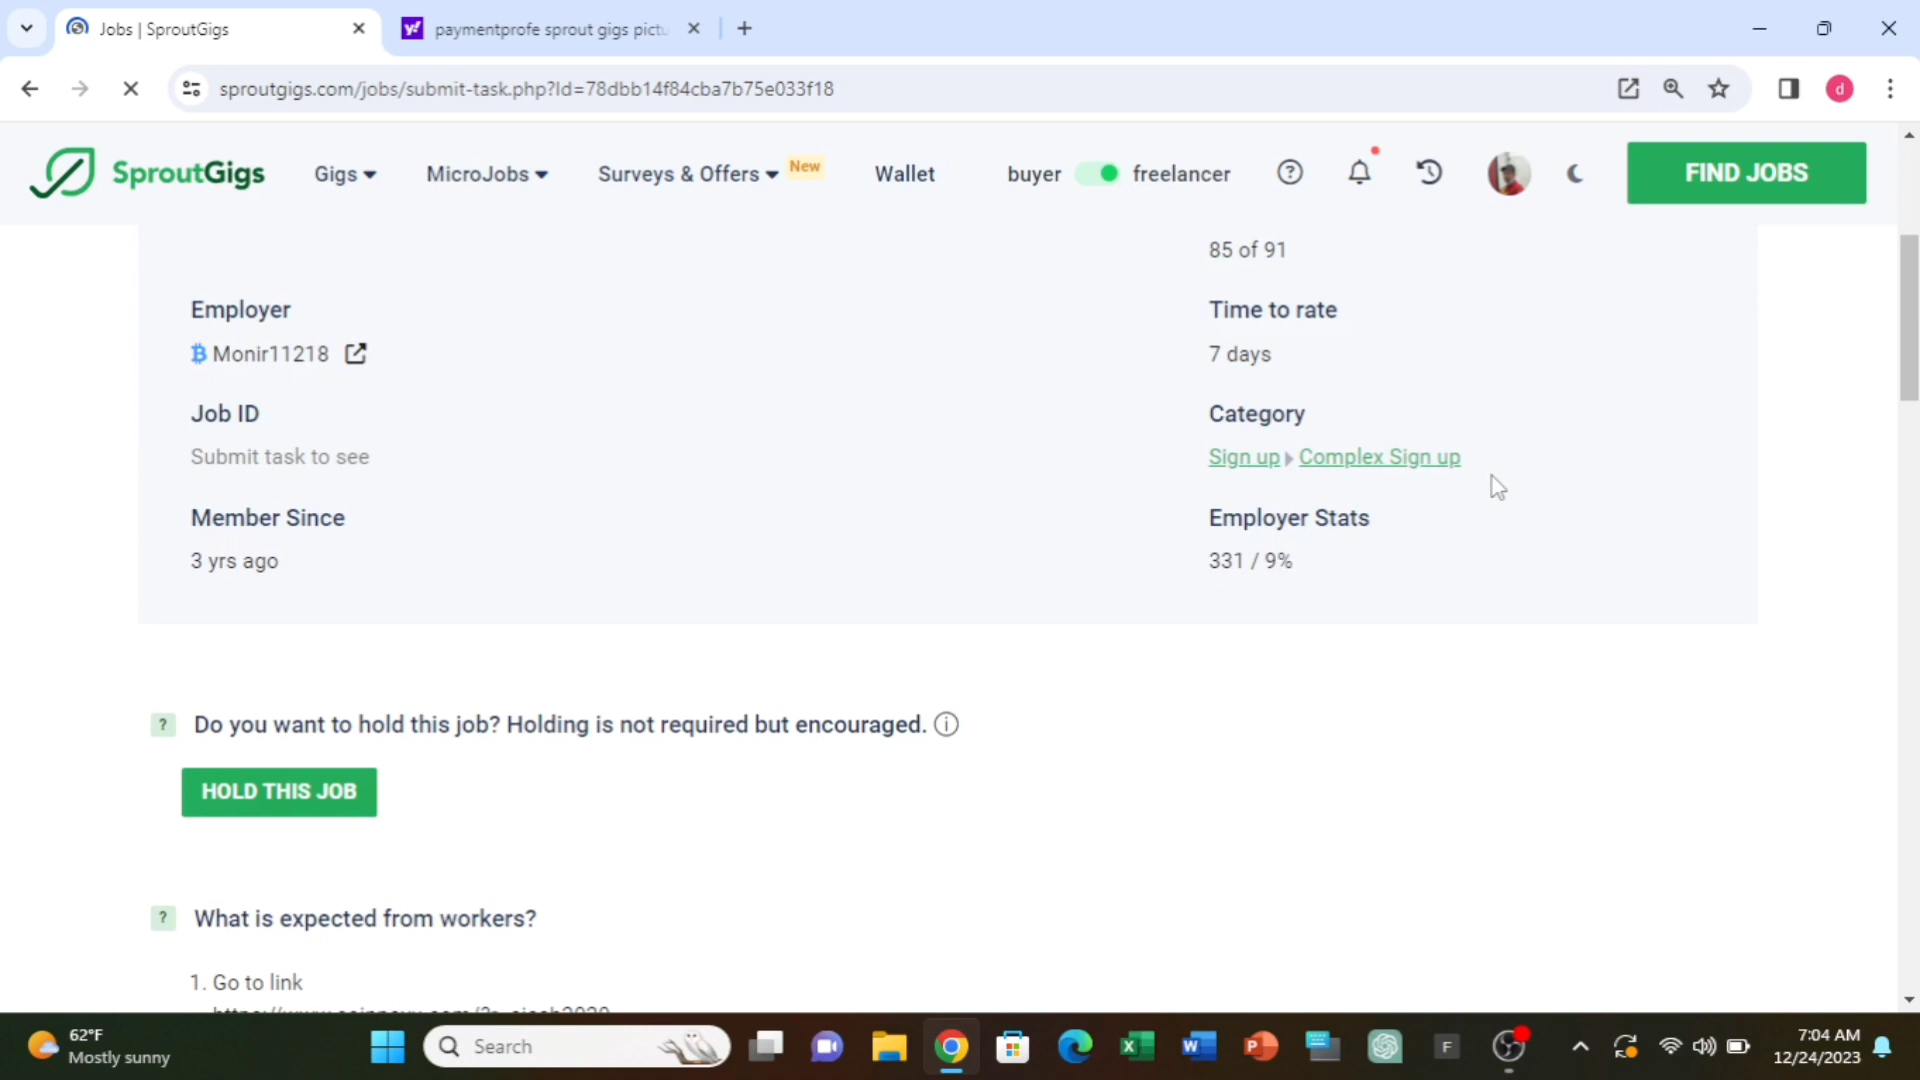 Jobs | SproutGigs
paymentprofe sprout gigs pictu
sproutgigs.com/jobs/submit-task.php?Id=78dbb14f84cba7b75e033f18
d
SproutGigs
Gigs
MicroJobs
Surveys & Offers
New
Wallet
buyer
freelancer
FIND JOBS
85 of 91
Employer
Time to rate
Monir11218
7 days
Job ID
Category
Submit task to see
Sign up
Complex Sign up
Member Since
Employer Stats
3 yrs ago
331 / 9%
? Do you want to hold this job? Holding is not required but encouraged.
HOLD THIS JOB
? What is expected from workers?
1. Go to link
62°F
Mostly sunny
Search
F
7:04 AM
12/24/2023